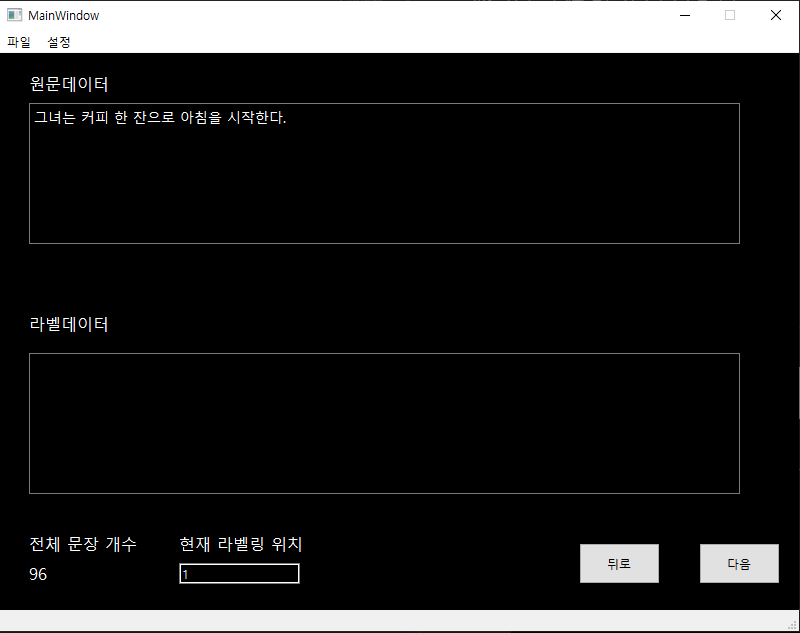 MainWindow
파일 설정
원문데이터
그녀는 커피 한 잔으로 아침을 시작한다.
라벨데이터
전체 문장 개수 현재 라벨링 위치
96 1
뒤로 다음